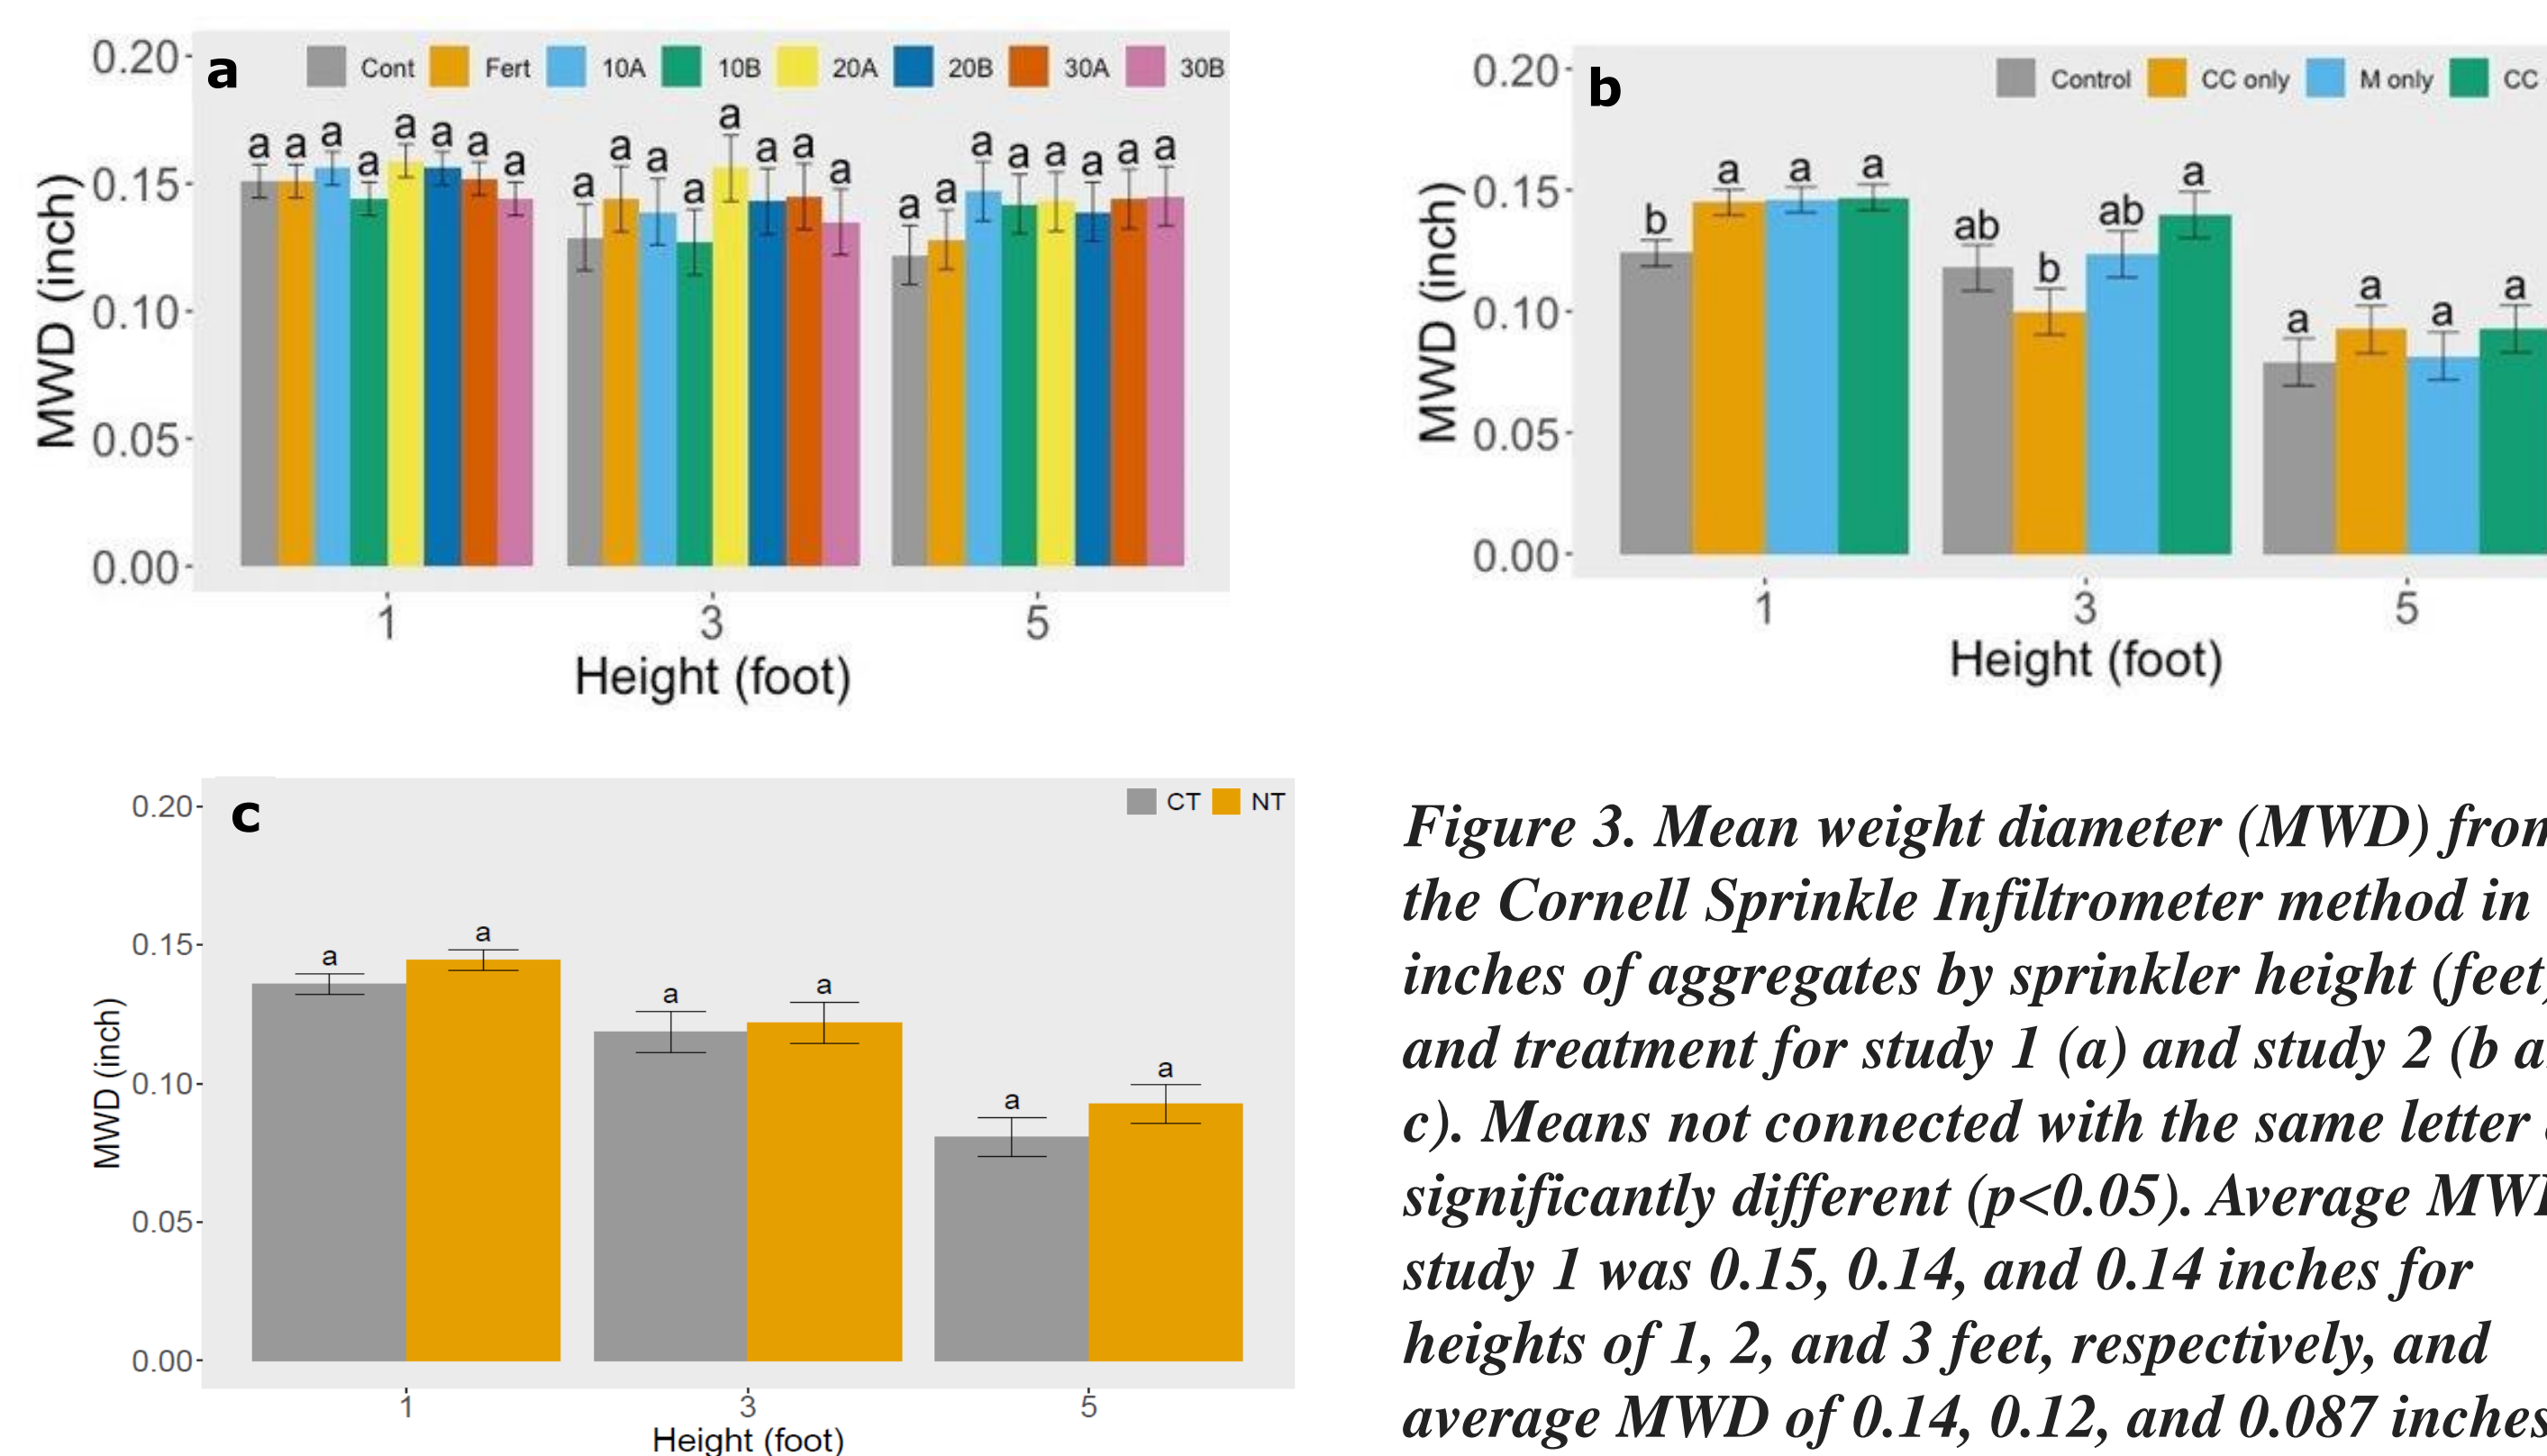 a
Cont Fert 10A 10B 20A 20B 30A 30B
0.20
0.15
0.10
0.05
0.00
MWD (inch)
a a a a a a a a
a a a a a a a a
a a a a a a a a
1 3 5
Height (foot)
b
Control CC only M only CC
0.20
0.15
0.10
0.05
0.00
MWD (inch)
b a a a
ab b ab a
a a a a
1 3 5
Height (foot)
c
CT NT
0.20
0.15
0.10
0.05
0.00
MWD (inch)
a a
a a
a a
1 3 5
Height (foot)
Figure 3. Mean weight diameter (MWD) from
the Cornell Sprinkle Infiltrometer method in
inches of aggregates by sprinkler height (feet)
and treatment for study 1 (a) and study 2 (b
c). Means not connected with the same letter
significantly different (p<0.05). Average MWD
study 1 was 0.15, 0.14, and 0.14 inches for
heights of 1, 2, and 3 feet, respectively, and
average MWD of 0.14, 0.12, and 0.087 inches